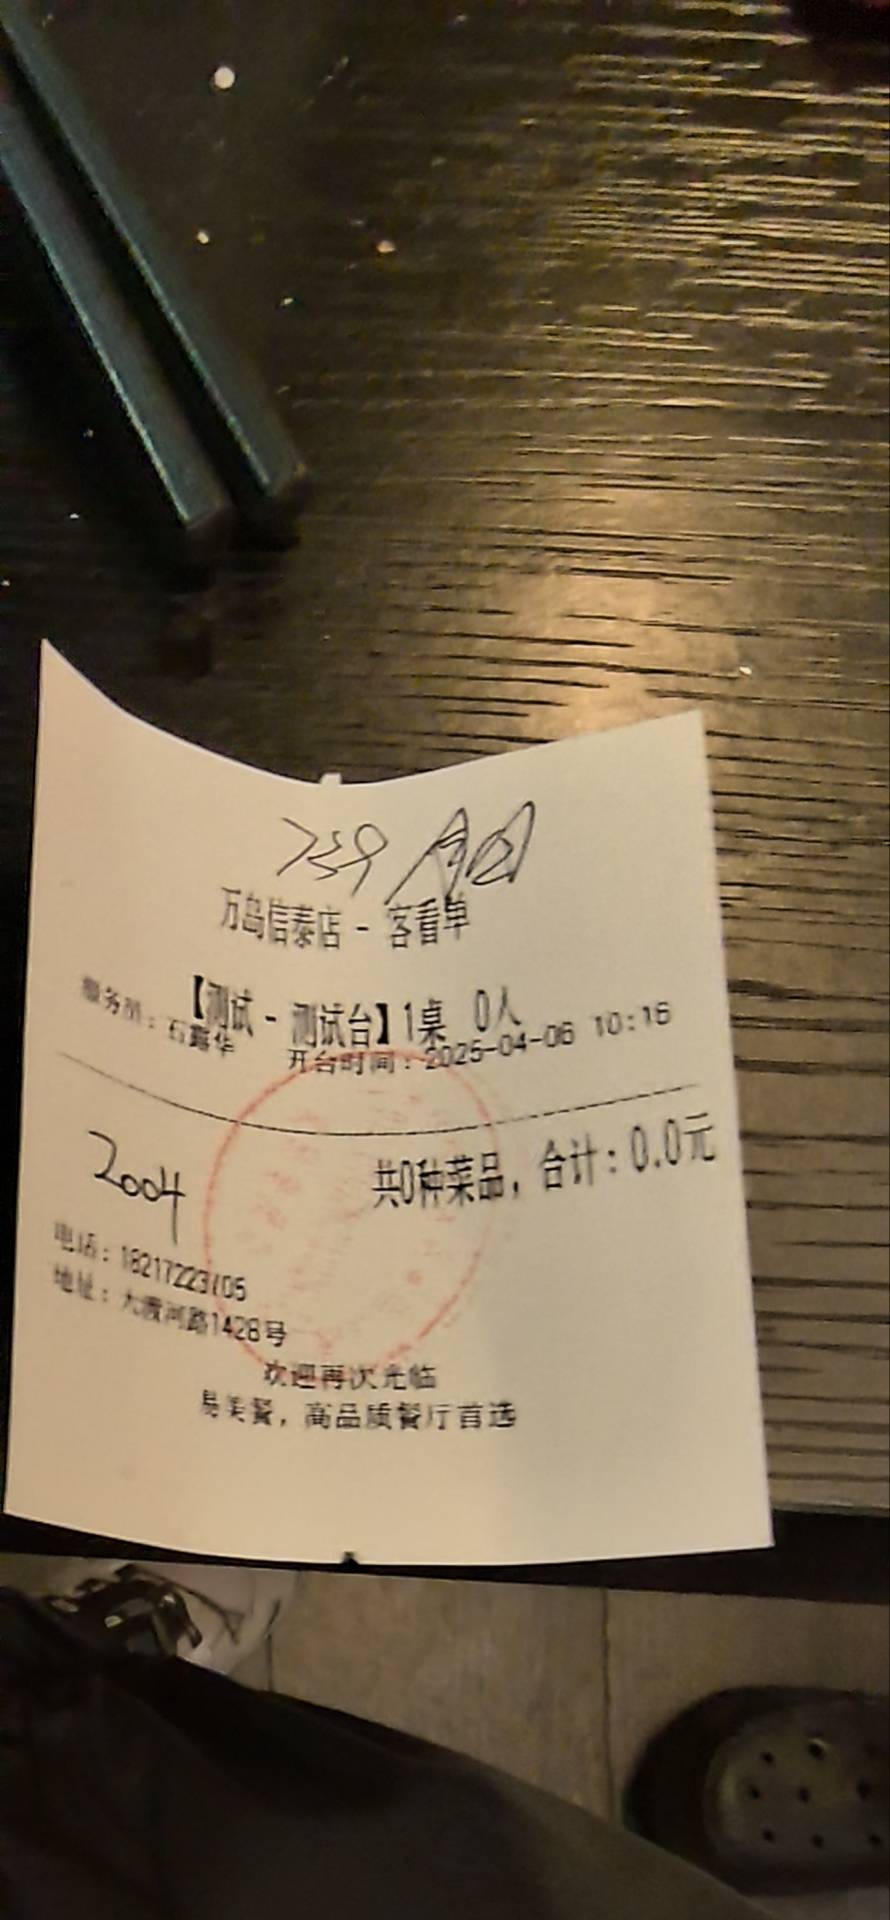 739
万岛信泰店 - 客看单
【测试 - 测试台】1桌 0人
服务员：石露华 开台时间：2025-04-06 10:16
共0种菜品，合计：0.0元
2004
电话：18217223705
地址：大渡河路1428号
欢迎再次光临
易美餐，高品质餐厅首选